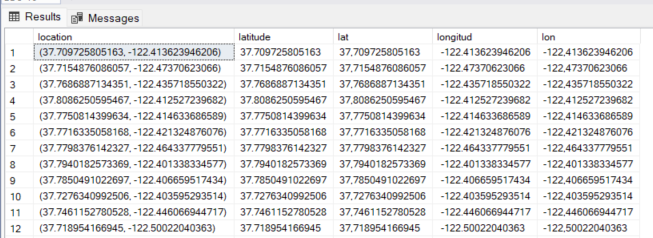 Results Messages
location latitude lat longitud lon
1 (37.709725805163, -122.413623946206) 37.709725805163 37,709725805163 -122.413623946206 -122.413623946206
2 (37.7154876086057, -122.47370623066) 37.7154876086057 37,7154876086057 -122.47370623066 -122.47370623066
3 (37.7686887134351, -122.435718550322) 37.7686887134351 37,7686887134351 -122.435718550322 -122.435718550322
4 (37.8086250595467, -122.412527239682) 37.8086250595467 37,8086250595467 -122.412527239682 -122.412527239682
5 (37.7750814399634, -122.414633686589) 37.7750814399634 37,7750814399634 -122.414633686589 -122.414633686589
6 (37.7716335058168, -122.421324876076) 37.7716335058168 37,7716335058168 -122.421324876076 -122.421324876076
7 (37.7798376142327, -122.464337779551) 37.7798376142327 37,7798376142327 -122.464337779551 -122.464337779551
8 (37.7940182573369, -122.401338334577) 37.7940182573369 37,7940182573369 -122.401338334577 -122.401338334577
9 (37.7850491022697, -122.406659517434) 37.7850491022697 37,7850491022697 -122.406659517434 -122.406659517434
10 (37.7276340992506, -122.403595293514) 37.7276340992506 37,7276340992506 -122.403595293514 -122.403595293514
11 (37.7461152780528, -122.446066944717) 37.7461152780528 37,7461152780528 -122.446066944717 -122.446066944717
12 (37.718954166945, -122.50022040363) 37.718954166945 37,718954166945 -122.50022040363 -122.50022040363